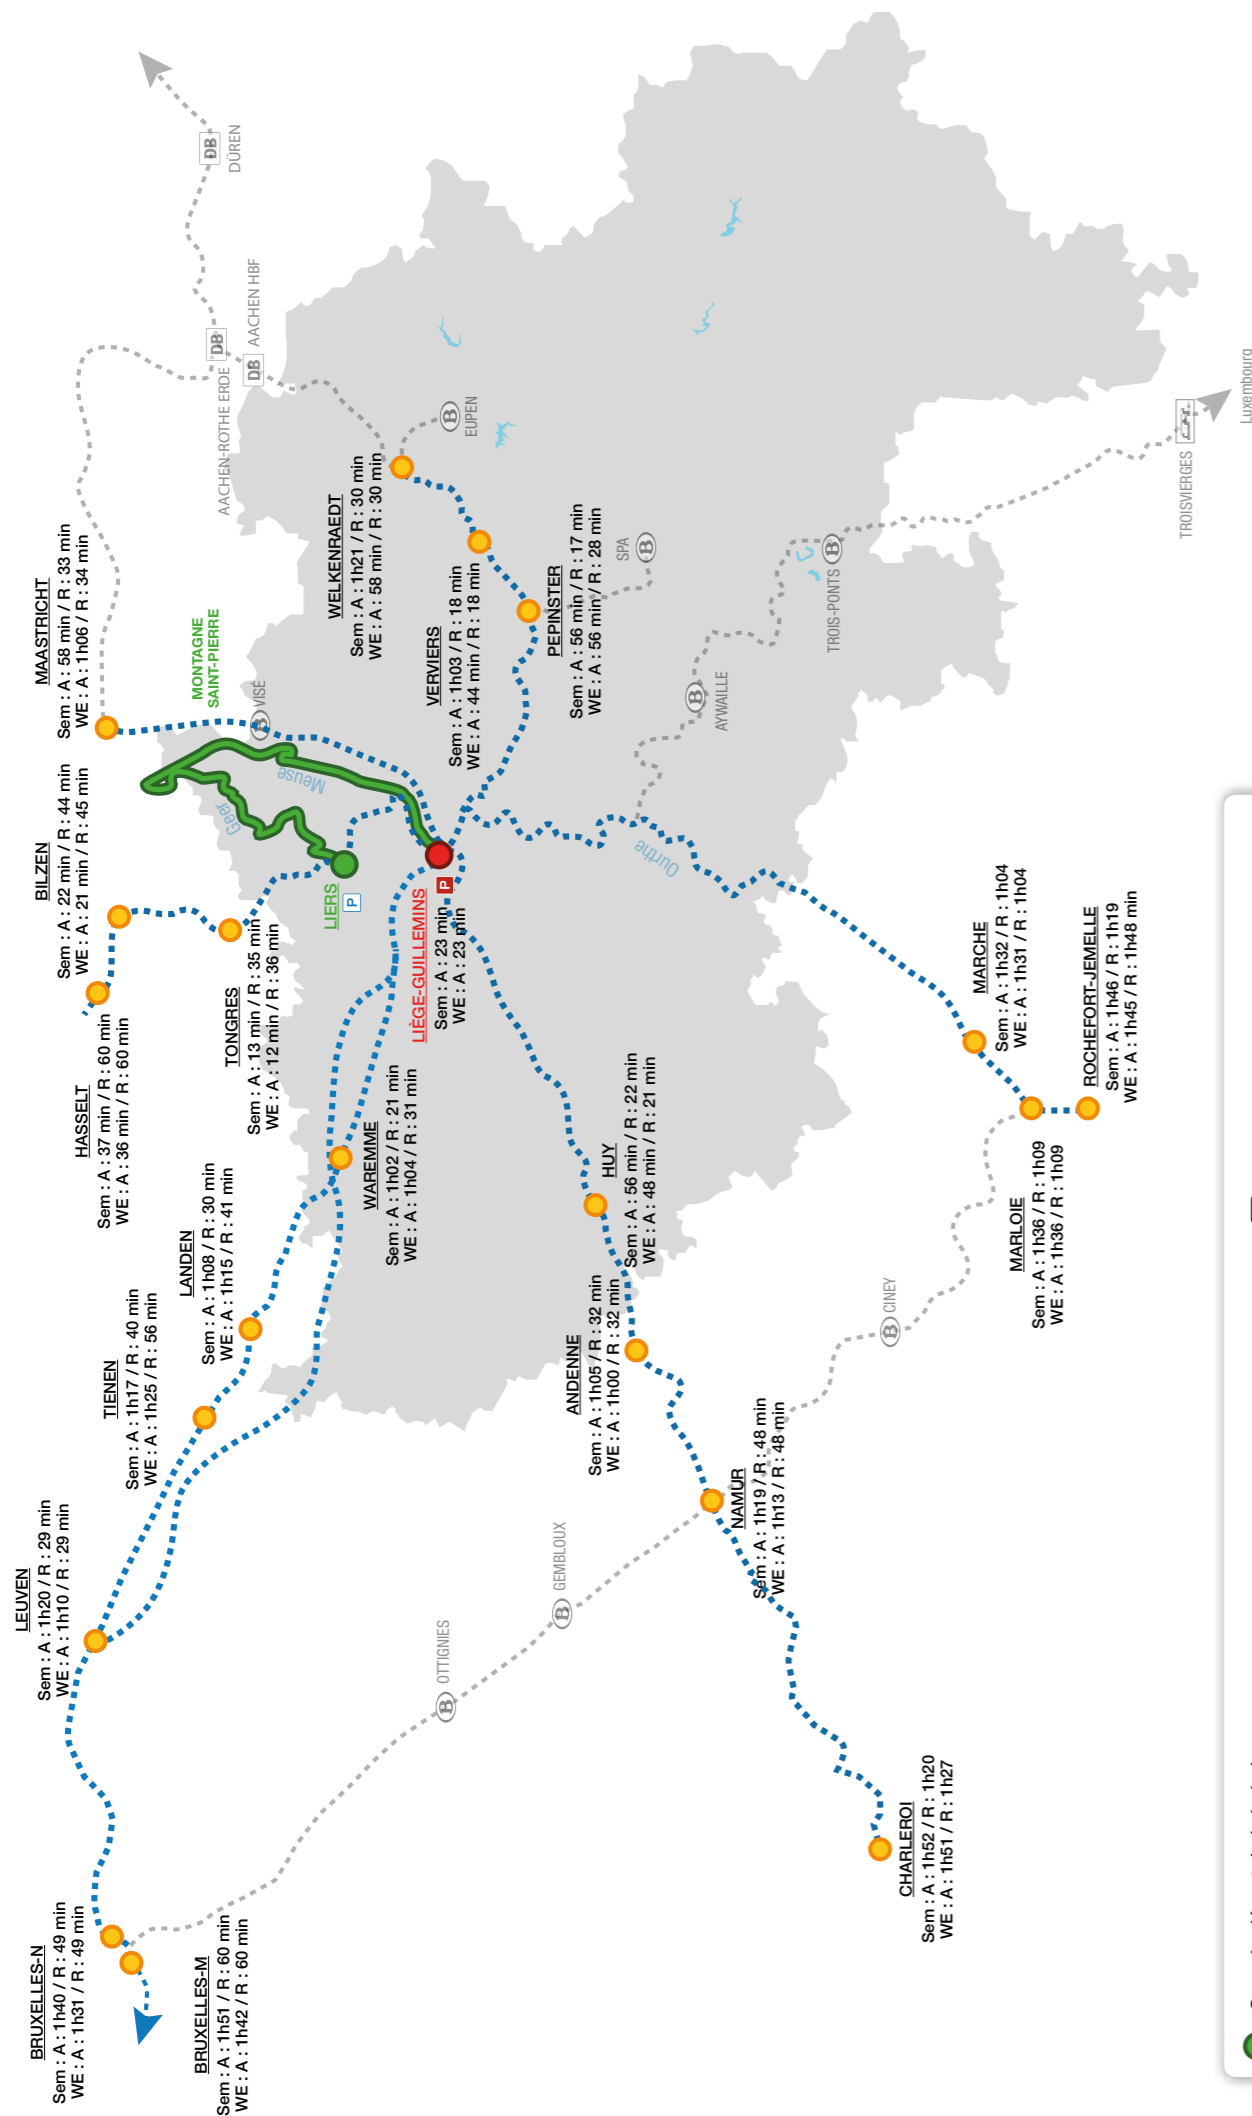 BRUXELLES-N
Sem : A : 1h40 / R : 49 min
WE : A : 1h31 / R : 49 min
BRUXELLES-M
Sem : A : 1h51 / R : 60 min
WE : A : 1h42 / R : 60 min
LEUVEN
Sem : A : 1h20 / R : 29 min
WE : A : 1h10 / R : 29 min
TIENEN
Sem : A : 1h17 / R : 40 min
WE : A : 1h25 / R : 56 min
LANDEN
Sem : A : 1h08 / R : 30 min
WE : A : 1h15 / R : 41 min
HASSELT
Sem : A : 37 min / R : 60 min
WE : A : 36 min / R : 60 min
BILZEN
Sem : A : 22 min / R : 44 min
WE : A : 21 min / R : 45 min
TONGRES
Sem : A : 13 min / R : 35 min
WE : A : 12 min / R : 36 min
MAASTRICHT
Sem : A : 58 min / R : 33 min
WE : A : 1h06 / R : 34 min
MONTAGNE
SAINT-PIERRE
B VISÉ
Geer
Meuse
LIERS
P
LIÈGE-GUILLEMINS
P
Sem : A : 23 min
WE : A : 23 min
WAREMME
Sem : A : 1h02 / R : 21 min
WE : A : 1h04 / R : 31 min
AACHEN-ROTHE ERDE
DB
DB AACHEN HBF
DB
DÜREN
WELKENRAEDT
Sem : A : 1h21 / R : 30 min
WE : A : 58 min / R : 30 min
B
EUPEN
VERVIERS
Sem : A : 1h03 / R : 18 min
WE : A : 44 min / R : 18 min
PEPINSTER
Sem : A : 56 min / R : 17 min
WE : A : 56 min / R : 28 min
SPA
B
B
AYWAILLE
TROIS-PONTS B
TROISVIERGES
Luxembourg
Ourthe
HUY
Sem : A : 56 min / R : 22 min
WE : A : 48 min / R : 21 min
ANDENNE
Sem : A : 1h05 / R : 32 min
WE : A : 1h00 / R : 32 min
NAMUR
Sem : A : 1h19 / R : 48 min
WE : A : 1h13 / R : 48 min
B OTTIGNIES
B GEMBLOUX
B CINEY
CHARLEROI
Sem : A : 1h52 / R : 1h20
WE : A : 1h51 / R : 1h27
MARCHE
Sem : A : 1h32 / R : 1h04
WE : A : 1h31 / R : 1h04
MARLOIE
Sem : A : 1h36 / R : 1h09
WE : A : 1h36 / R : 1h09
ROCHEFORT-JEMELLE
Sem : A : 1h46 / R : 1h19
WE : A : 1h45 / R : 1h48 min